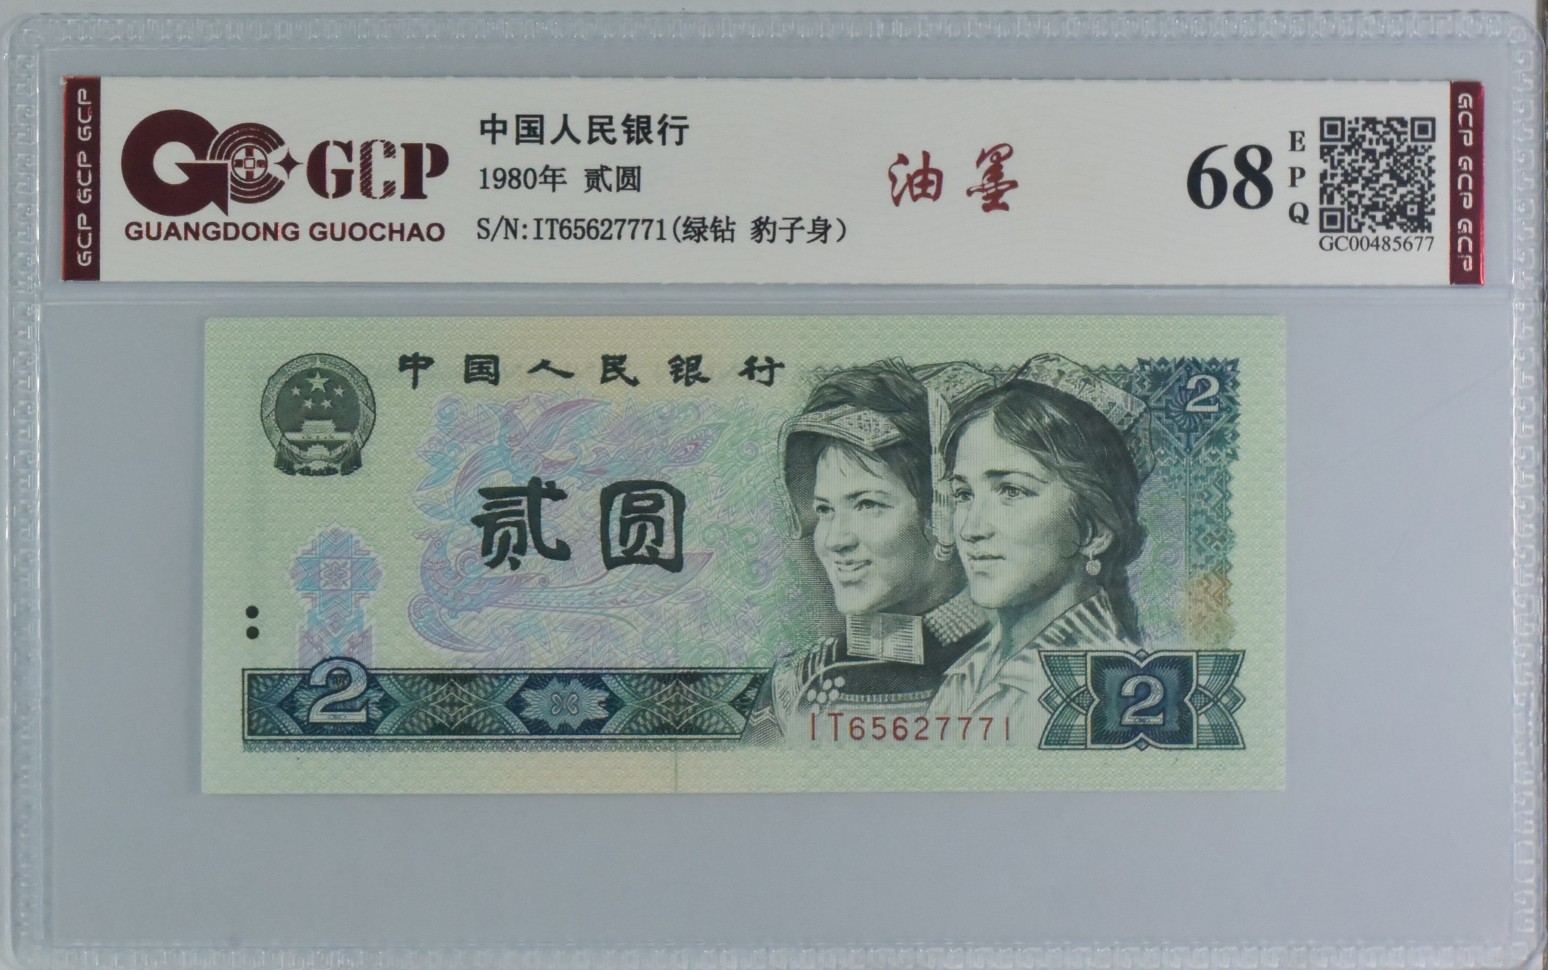 GCP GCP GCP
GCP
GUANGDONG GUOCHAO
中国人民银行
1980年 贰圆
S/N:IT65627771(绿钻 豹子身)
油墨
68
EPQ
GC00485677
GCP GCP GCP
中国人民银行
2
贰圆
2
IT65627771
2